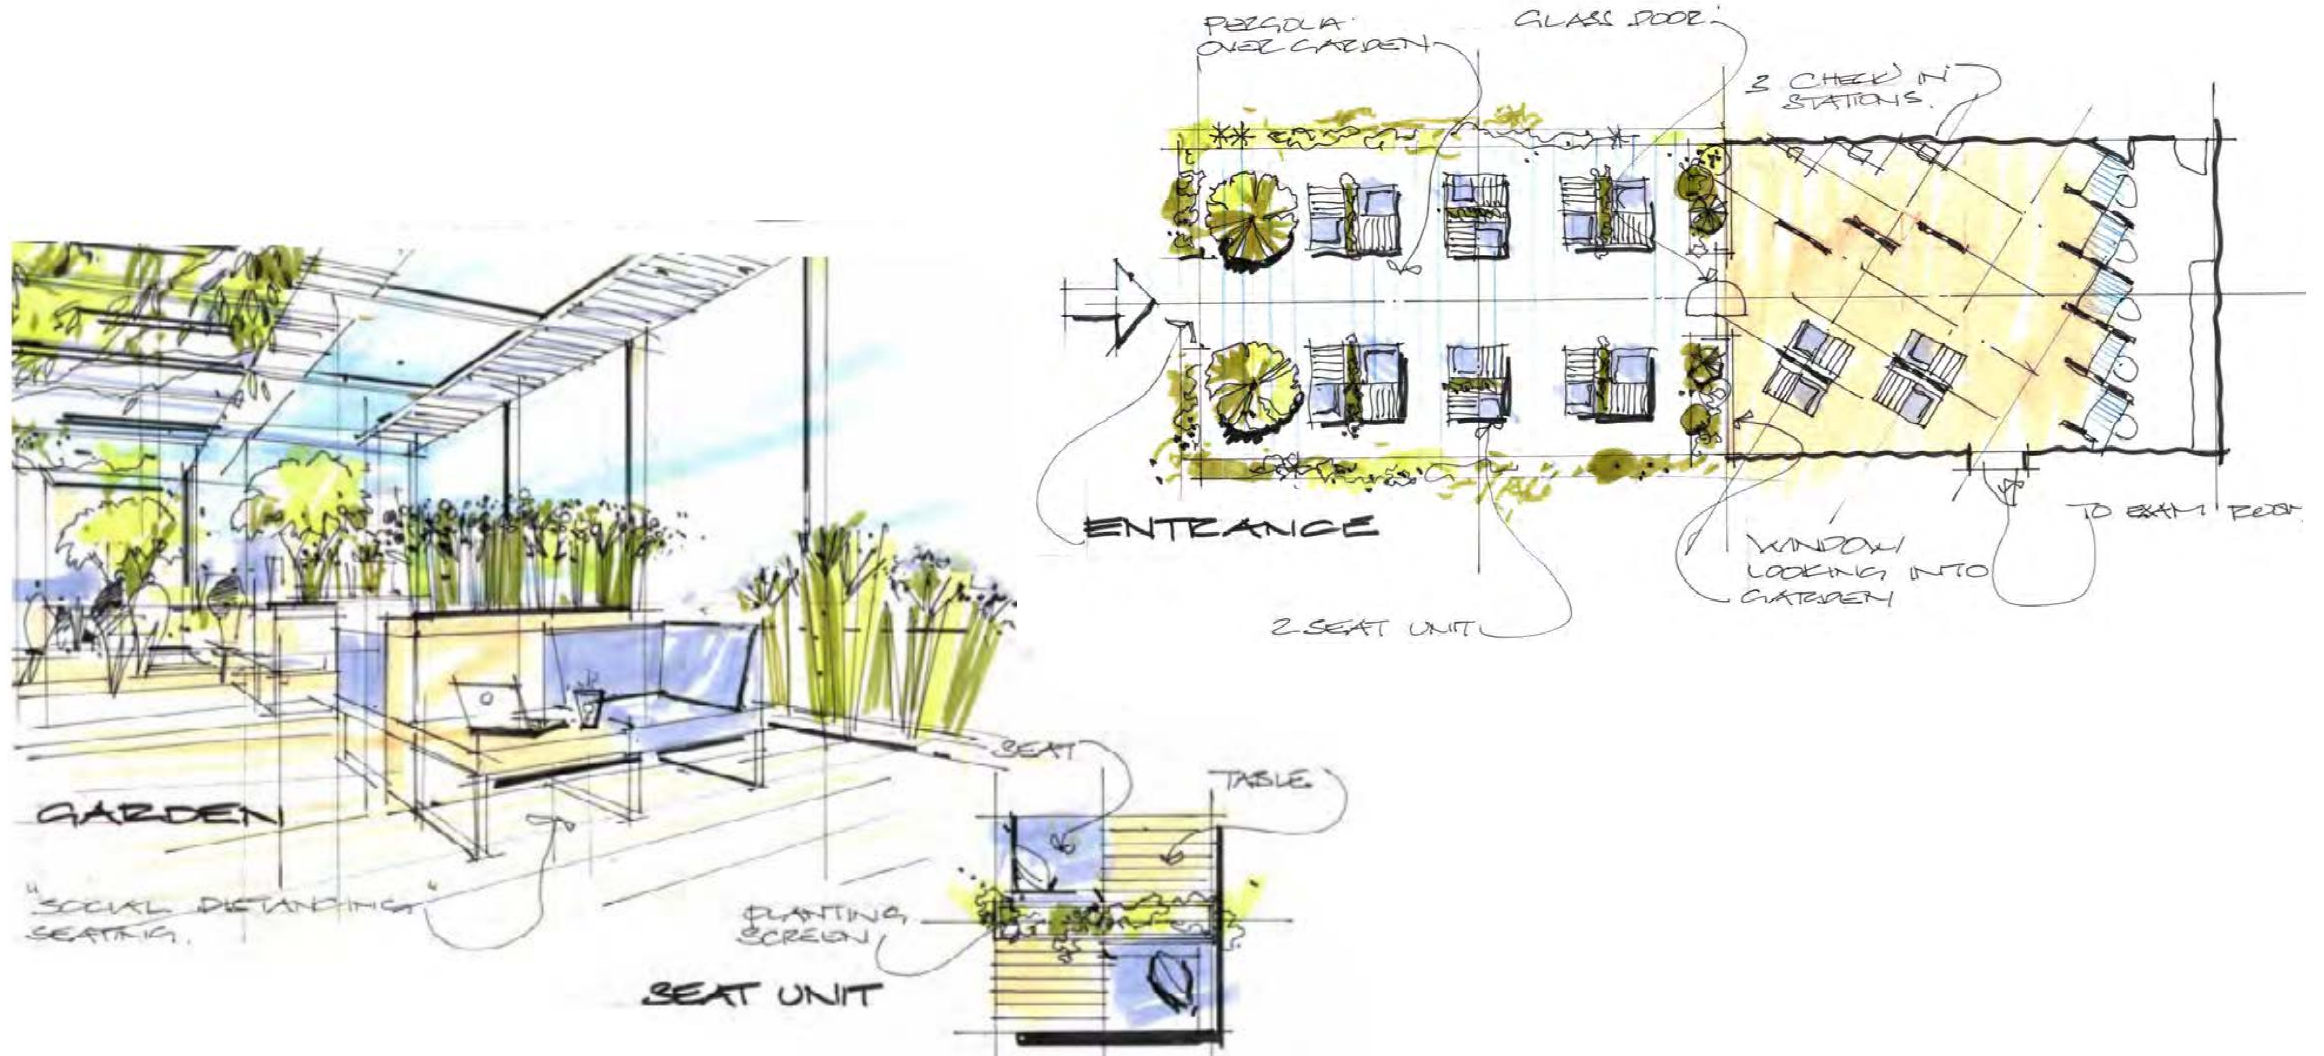 PERGOLA
OVER GARDEN
GLASS DOOR
3 CHECK IN
STATIONS.
ENTRANCE
TO EXAM ROOM
WINDOW
LOOKING INTO
GARDEN
2 SEAT UNIT
GARDEN
"SOCIAL DISTANCING"
SEATING.
SEAT
TABLE
PLANTING
SCREEN
SEAT UNIT